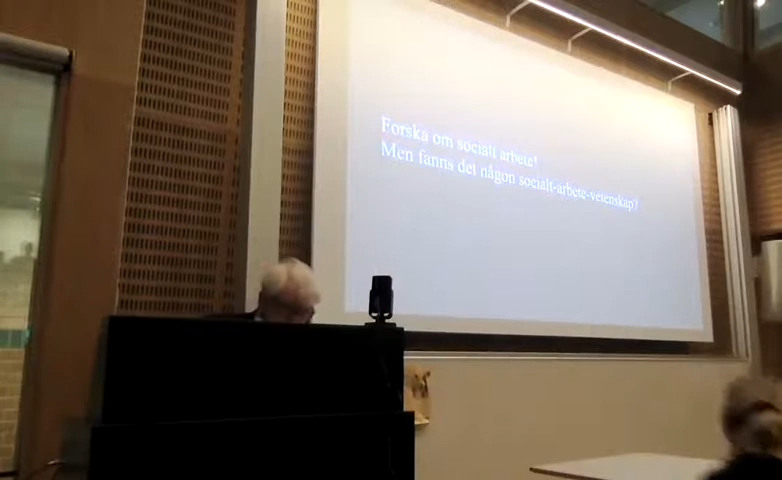 Forska om socialt arbete!
Men fanns det någon socialt-arbete-vetenskap?